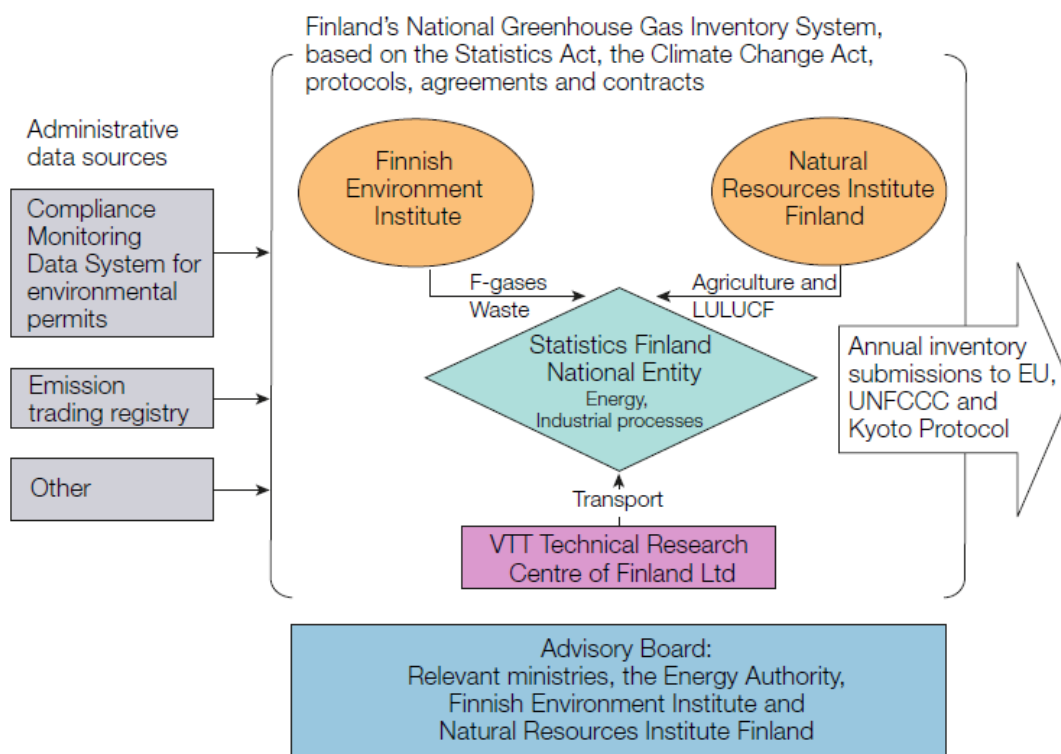 Finland's National Greenhouse Gas Inventory System,
based on the Statistics Act, the Climate Change Act,
protocols, agreements and contracts
Administrative
data sources
Compliance
Monitoring
Data System for
environmental
permits
Emission
trading registry
Other
Finnish
Environment
Institute
Natural
Resources Institute
Finland
F-gases
Waste
Agriculture and
LULUCF
Statistics Finland
National Entity
Energy,
Industrial processes
Transport
VTT Technical Research
Centre of Finland Ltd
Annual inventory
submissions to EU,
UNFCCC and
Kyoto Protocol
Advisory Board:
Relevant ministries, the Energy Authority,
Finnish Environment Institute and
Natural Resources Institute Finland